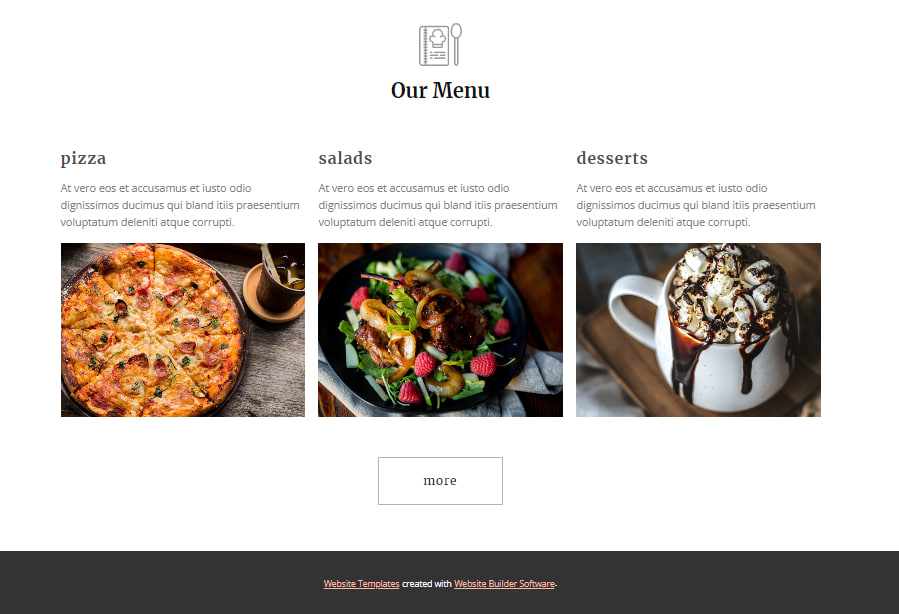 Our Menu
pizza
At vero eos et accusamus et iusto odio
dignissimos ducimus qui bland itiis praesentium
voluptatum deleniti atque corrupti.
salads
At vero eos et accusamus et iusto odio
dignissimos ducimus qui bland itiis praesentium
voluptatum deleniti atque corrupti.
desserts
At vero eos et accusamus et iusto odio
dignissimos ducimus qui bland itiis praesentium
voluptatum deleniti atque corrupti.
more
Website Templates created with Website Builder Software.